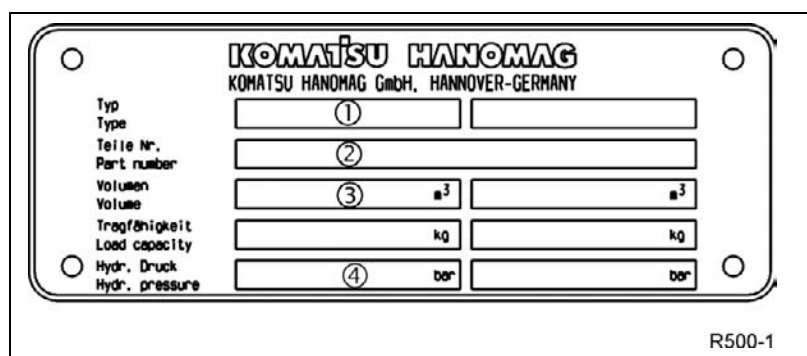 KOMATSU HANOMAG
KOMATSU HANOMAG GmbH, HANNOVER-GERMANY
Typ
Type
①
Teile Nr.
Part number
②
Volumen
Volume
③ m³ m³
Tragfähigkeit
Load capacity
kg kg
Hydr. Druck
Hydr. pressure
④ bar bar
R500-1